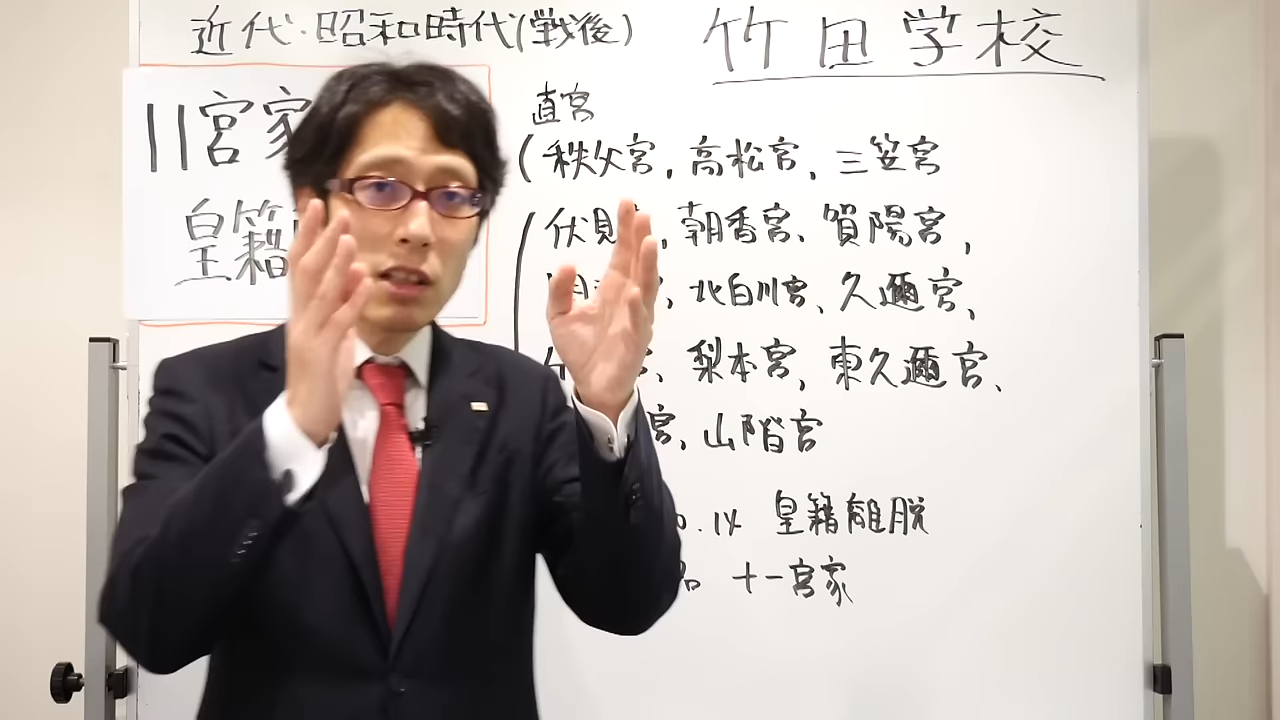 近代・昭和時代(戦後)
竹田学校
11宮家
皇籍
直宮
秩父宮, 高松宮, 三笠宮
伏見 , 朝香宮、賀陽宮,
、北白川宮、久邇宮、
、梨本宮, 東久邇宮、
宮, 山階宮
.14 皇籍離脱
十一宮家